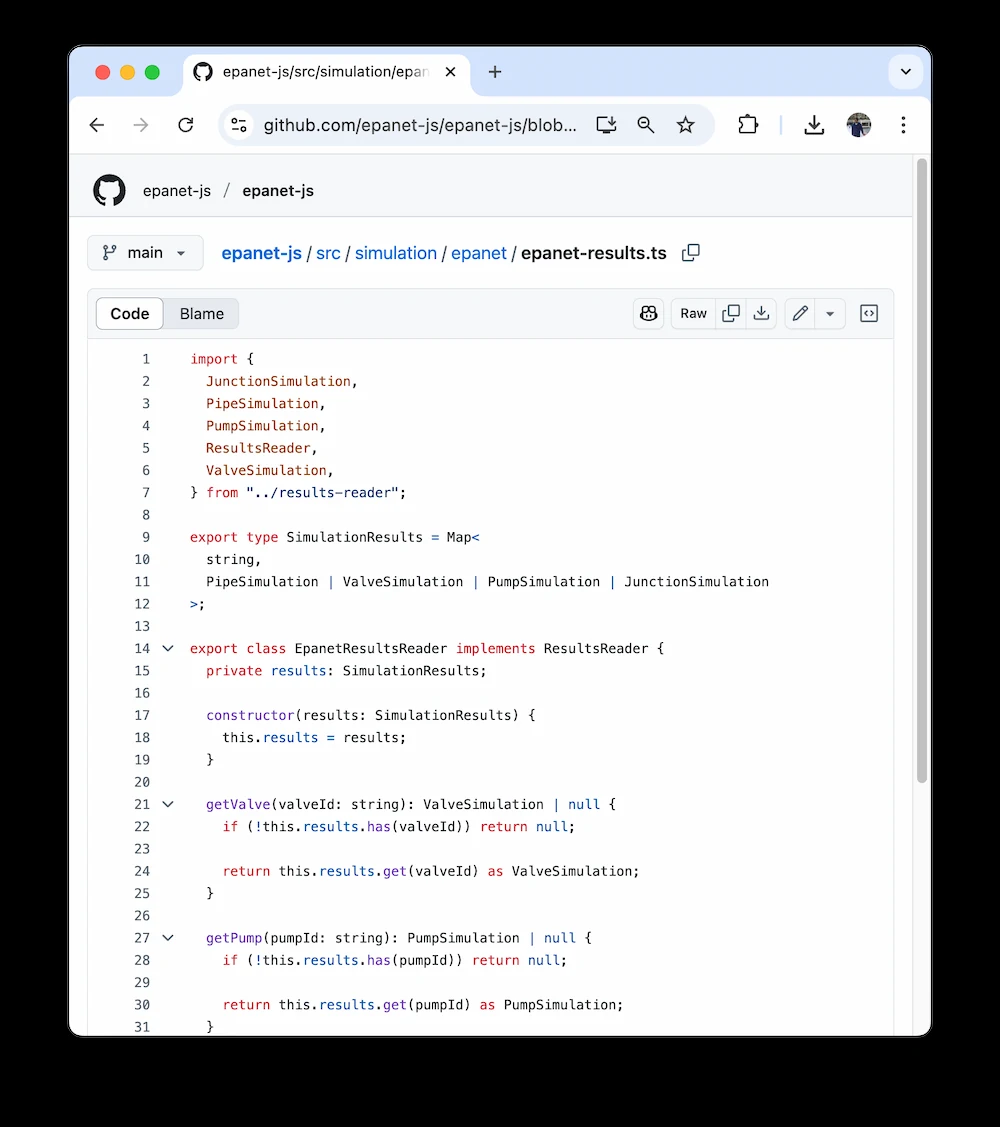 epanet-js/src/simulation/epan
github.com/epanet-js/epanet-js/blob...
epanet-js / epanet-js
main epanet-js / src / simulation / epanet / epanet-results.ts
Code Blame Raw
1 import {
2 JunctionSimulation,
3 PipeSimulation,
4 PumpSimulation,
5 ResultsReader,
6 ValveSimulation,
7 } from "../results-reader";
8
9 export type SimulationResults = Map<
10 string,
11 PipeSimulation | ValveSimulation | PumpSimulation | JunctionSimulation
12 >;
13
14 export class EpanetResultsReader implements ResultsReader {
15 private results: SimulationResults;
16
17 constructor(results: SimulationResults) {
18 this.results = results;
19 }
20
21 getValve(valveId: string): ValveSimulation | null {
22 if (!this.results.has(valveId)) return null;
23
24 return this.results.get(valveId) as ValveSimulation;
25 }
26
27 getPump(pumpId: string): PumpSimulation | null {
28 if (!this.results.has(pumpId)) return null;
29
30 return this.results.get(pumpId) as PumpSimulation;
31 }